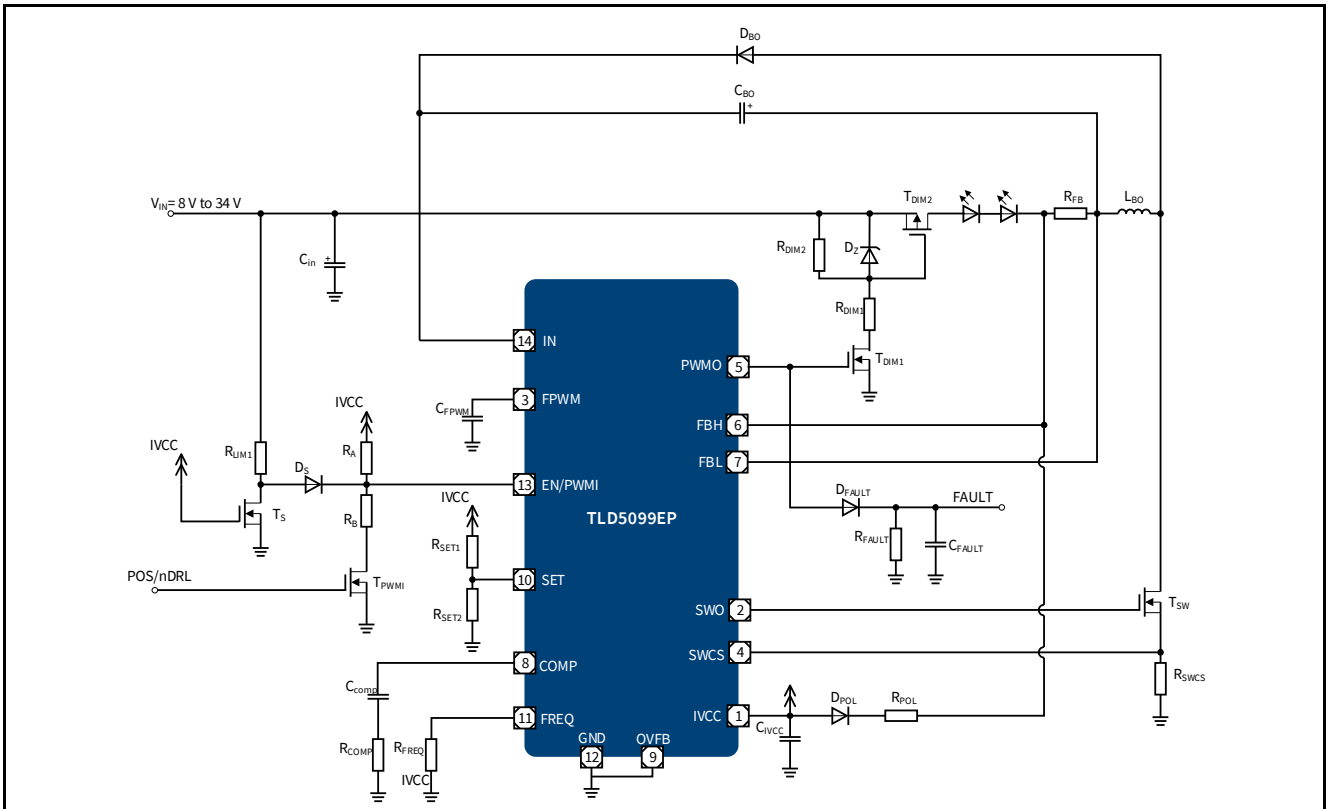 DBO
CBO
+
VIN= 8 V to 34 V
TDIM2
RFB
LBO
RDIM2
DZ
Cin
+
RDIM1
TDIM1
14 IN
PWMO 5
3 FPWM
CFPWM
IVCC
FBH 6
IVCC
RLIM1
RA
FBL 7
DS
13 EN/PWMI
DFAULT
FAULT
IVCC
TS
RB
TLD5099EP
RFAULT
CFAULT
RSET1
POS/nDRL
TPWMI
10 SET
RSET2
SWO 2
TSW
SWCS 4
8 COMP
RSWCS
Ccomp
DPOL
RPOL
11 FREQ
IVCC 1
CIVCC
RCOMP
RFREQ
GND
OVFB
12
9
IVCC